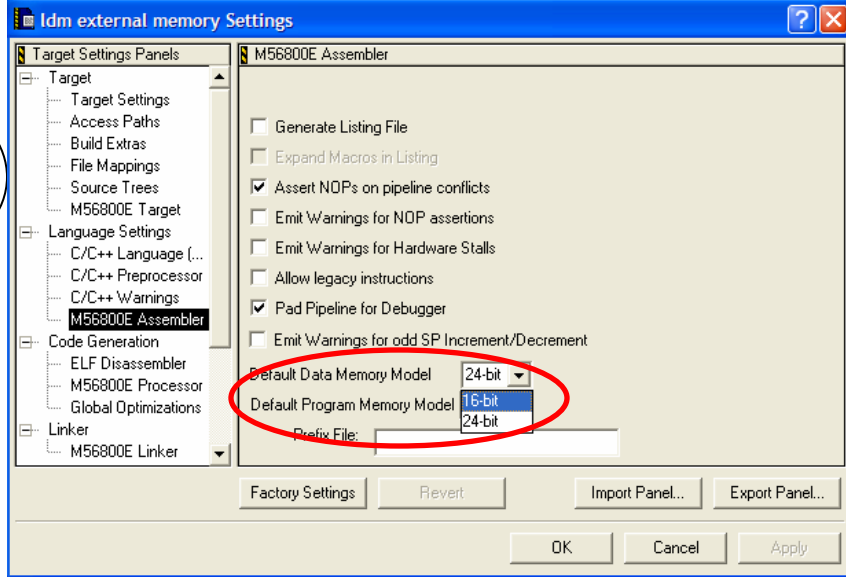 ldm external memory Settings
Target Settings Panels
Target
Target Settings
Access Paths
Build Extras
File Mappings
Source Trees
M56800E Target
Language Settings
C/C++ Language (...
C/C++ Preprocessor
C/C++ Warnings
M56800E Assembler
Code Generation
ELF Disassembler
M56800E Processor
Global Optimizations
Linker
M56800E Linker
M56800E Assembler
Generate Listing File
Expand Macros in Listing
Assert NOPs on pipeline conflicts
Emit Warnings for NOP assertions
Emit Warnings for Hardware Stalls
Allow legacy instructions
Pad Pipeline for Debugger
Emit Warnings for odd SP Increment/Decrement
Default Data Memory Model 24-bit
Default Program Memory Model 16-bit
24-bit
Prefix File:
Factory Settings Revert Import Panel... Export Panel...
OK Cancel Apply